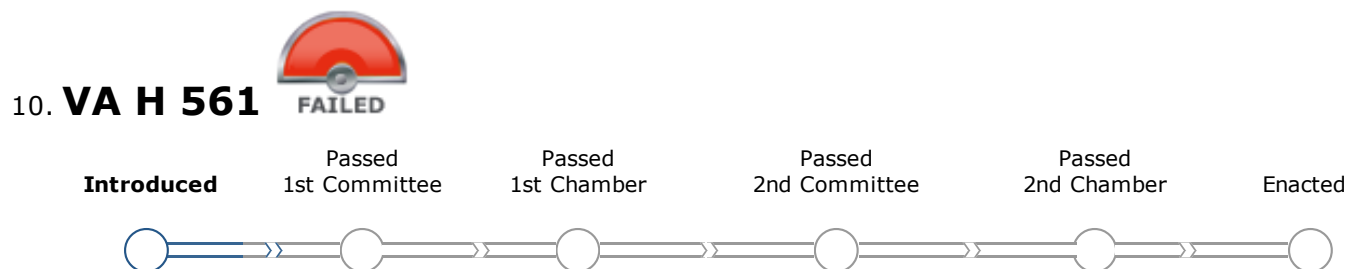 10. VA H 561
FAILED
Introduced
Passed
1st Committee
Passed
1st Chamber
Passed
2nd Committee
Passed
2nd Chamber
Enacted